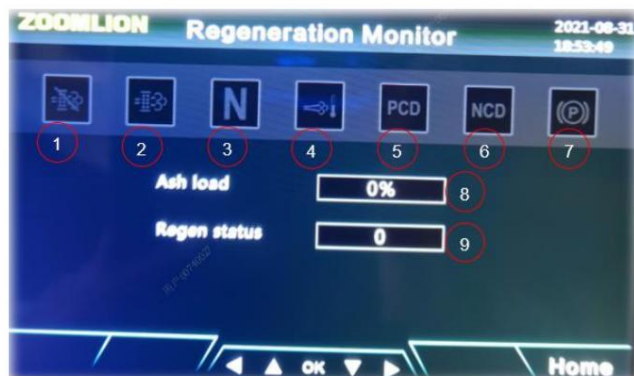 ZOOMLION
Regeneration Monitor
2021-08-31
18:53:49
N
PCD
NCD
(P)
1
2
3
4
5
6
7
Ash load
0%
8
Regen status
0
9
OK
Home